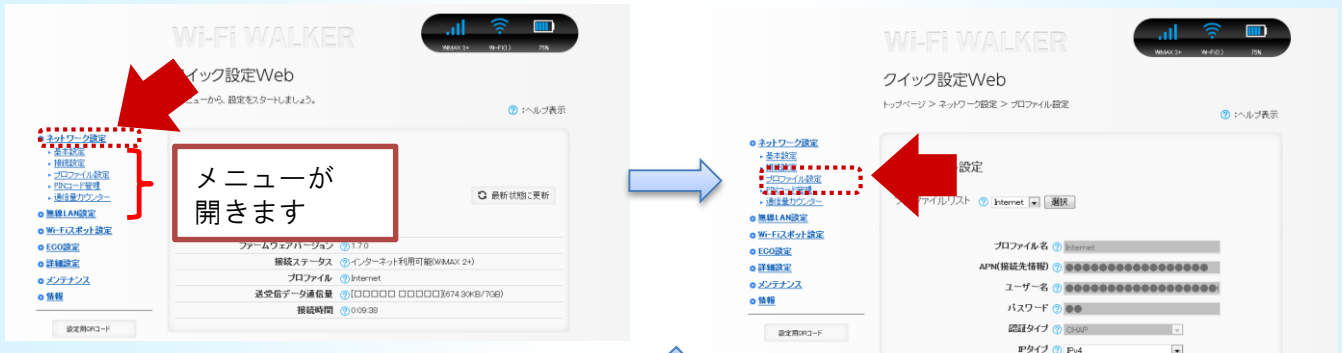 Wi-Fi WALKER
WiMAX 2+
Wi-Fi(1)
75%
クイック設定Web
メニューから、設定をスタートしましょう。
:ヘルプ表示
ネットワーク設定
基本設定
接続設定
プロファイル設定
PINコード管理
通信量カウンター
無線LAN設定
Wi-Fiスポット設定
ECO設定
詳細設定
メンテナンス
情報
設定用QRコード
メニューが
開きます
最新状態に更新
ファームウェアバージョン 1.7.0
接続ステータス インターネット利用可能(WiMAX 2+)
プロファイル Internet
送受信データ通信量 [□□□□□ □□□□□](674.30KB/7GB)
接続時間 0:09:38
Wi-Fi WALKER
WiMAX 2+
Wi-Fi(1)
75%
クイック設定Web
トップページ > ネットワーク設定 > プロファイル設定
:ヘルプ表示
ネットワーク設定
基本設定
プロファイル設定
PINコード管理
通信量カウンター
無線LAN設定
Wi-Fiスポット設定
ECO設定
詳細設定
メンテナンス
情報
設定用QRコード
設定
ファイルリスト Internet 選択
プロファイル名 Internet
APN(接続先情報) ●●●●●●●●●●●●●●●●●
ユーザー名
パスワード ●●
認証タイプ CHAP
IPタイプ IPv4